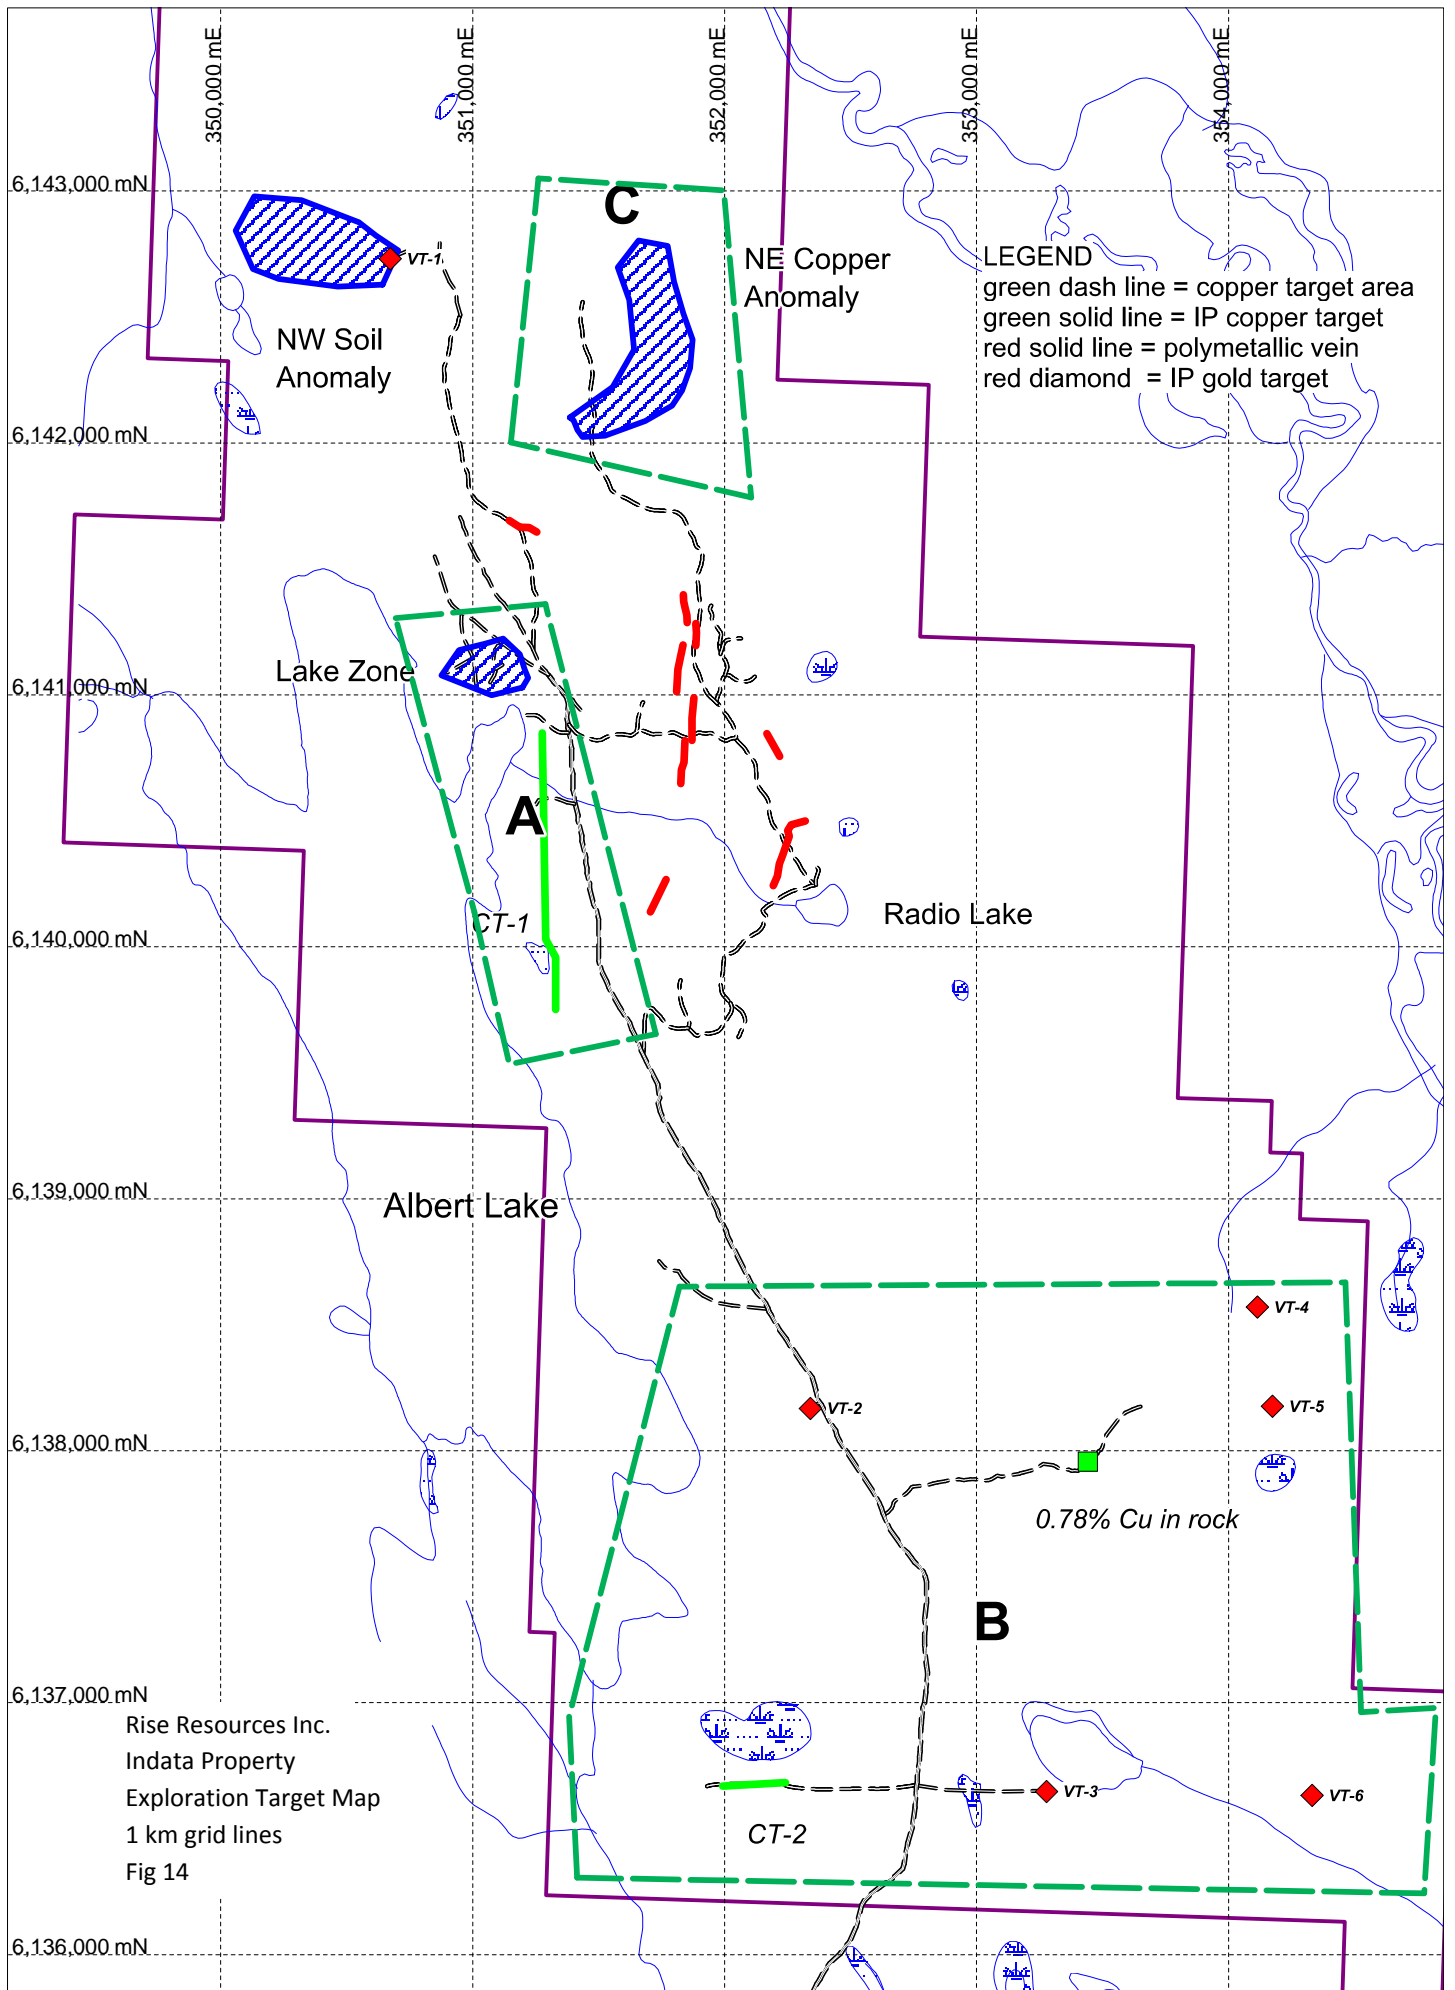 350,000 mE
351,000 mE
352,000 mE
353,000 mE
354,000 mE
6,143,000 mN
C
VT-1
NE Copper
Anomaly
LEGEND
green dash line = copper target area
green solid line = IP copper target
red solid line = polymetallic vein
red diamond = IP gold target
NW Soil
Anomaly
6,142,000 mN
Lake Zone
6,141,000 mN
A
CT-1
Radio Lake
6,140,000 mN
Albert Lake
6,139,000 mN
VT-4
VT-2
VT-5
6,138,000 mN
0.78% Cu in rock
B
6,137,000 mN
Rise Resources Inc.
Indata Property
Exploration Target Map
1 km grid lines
Fig 14
VT-3
VT-6
CT-2
6,136,000 mN